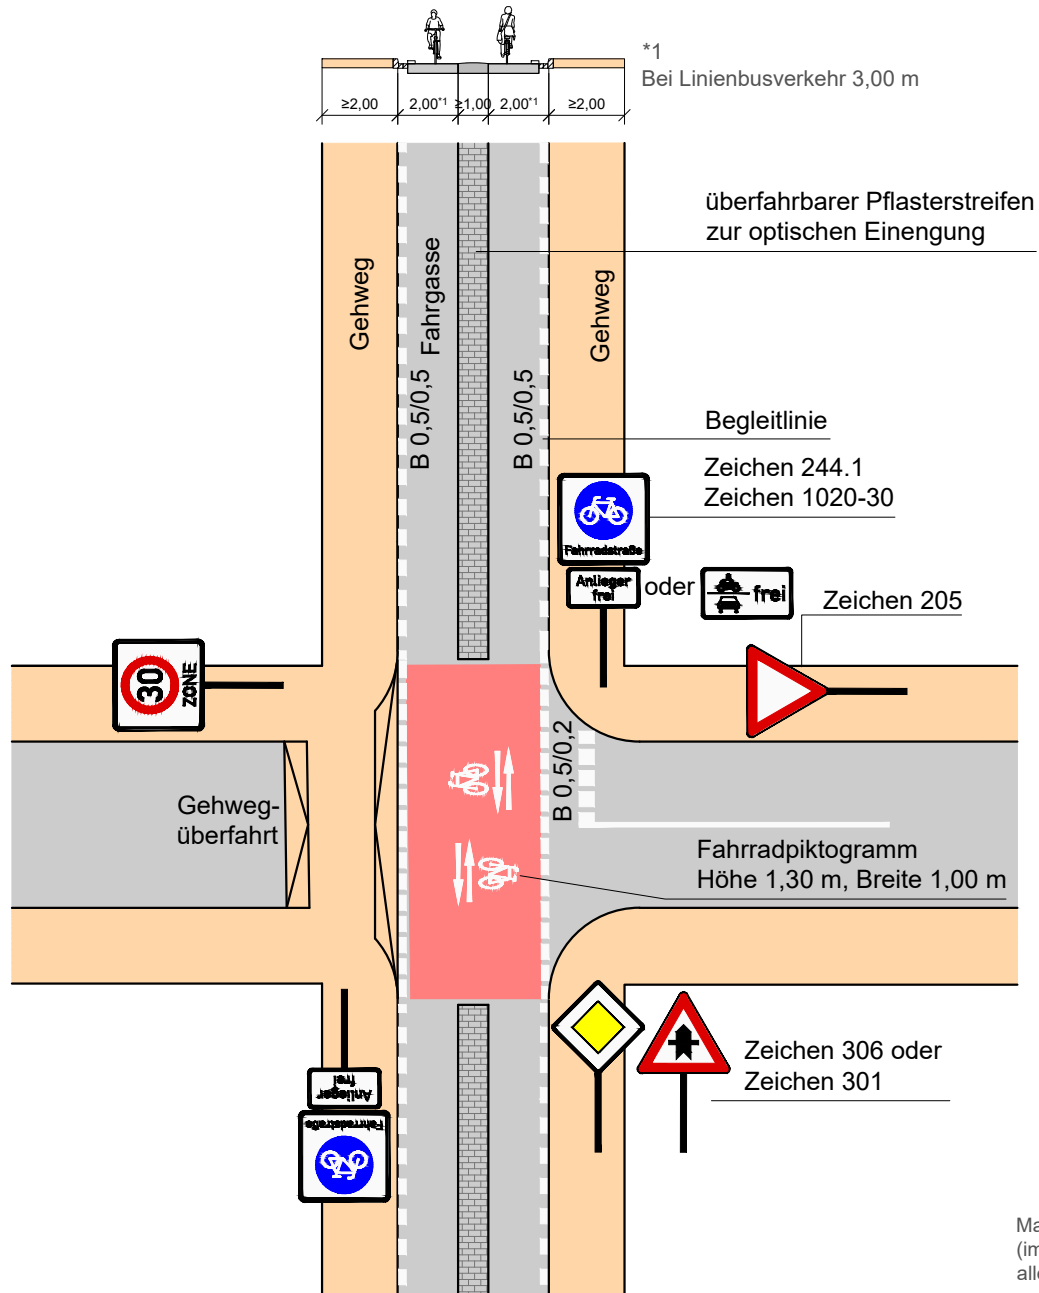 *1
Bei Linienbusverkehr 3,00 m
≥2,00 2,00*1 ≥1,00 2,00*1 ≥2,00
überfahrbarer Pflasterstreifen
zur optischen Einengung
Gehweg
Fahrgasse
Gehweg
B 0,5/0,5
B 0,5/0,5
Begleitlinie
Zeichen 244.1
Zeichen 1020-30
Fahrradstraße
Anlieger
frei
oder
frei
Zeichen 205
30
ZONE
B 0,5/0,2
Gehweg-
überfahrt
Fahrradpiktogramm
Höhe 1,30 m, Breite 1,00 m
Zeichen 306 oder
Zeichen 301
Anlieger
frei
Fahrradstraße
Ma
(im
alle